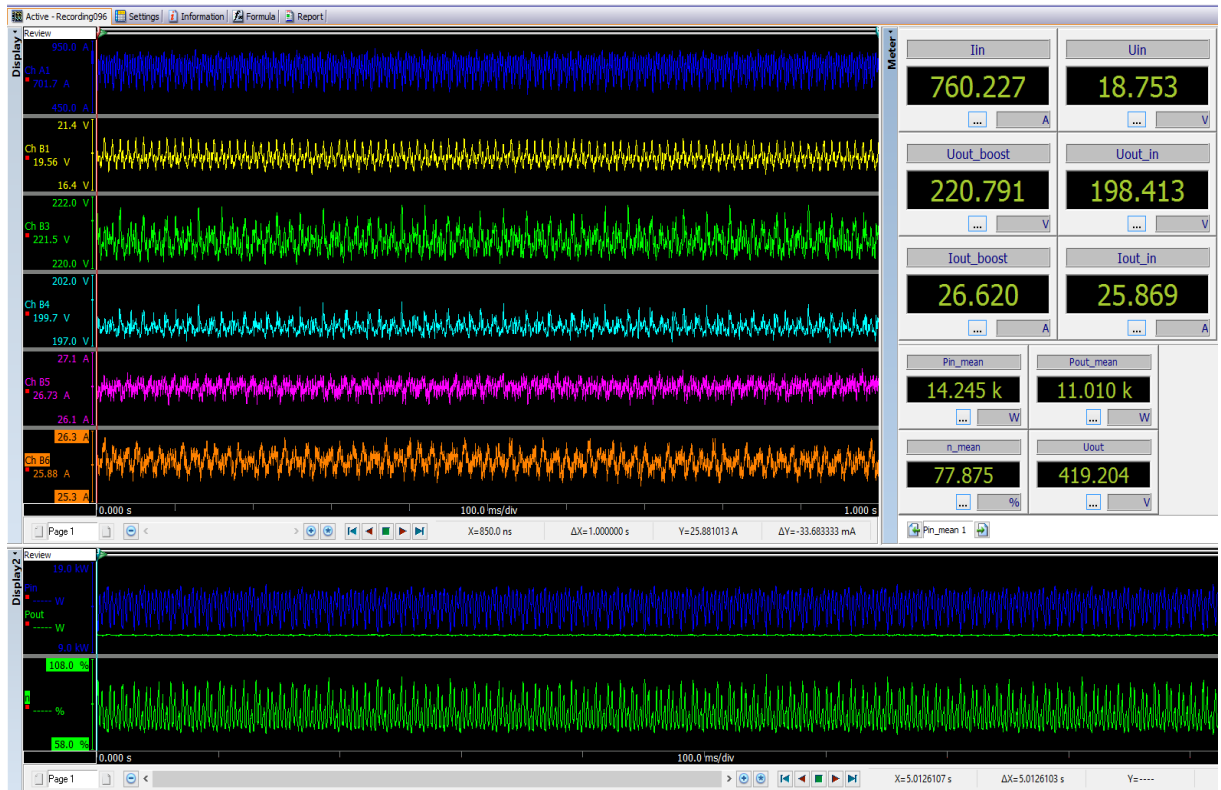 Active - Recording096 Settings Information Formula Report
Display
Review
950.0 A
Ch A1
701.7 A
450.0 A
21.4 V
Ch B1
19.56 V
16.4 V
222.0 V
Ch B3
221.5 V
220.0 V
202.0 V
Ch B4
199.7 V
197.0 V
27.1 A
Ch B5
26.73 A
26.1 A
26.3 A
Ch B6
25.88 A
25.3 A
0.000 s 100.0 ms/div 1.000 s
Page 1 X=850.0 ns ΔX=1.000000 s Y=25.881013 A ΔY=-33.683333 mA
Meter
Iin Uin
760.227 18.753
... A ... V
Uout_boost Uout_in
220.791 198.413
... V ... V
Iout_boost Iout_in
26.620 25.869
... A ... A
Pin_mean Pout_mean
14.245 k 11.010 k
... W ... W
n_mean Uout
77.875 419.204
... % ... V
Pin_mean 1
Display2
Review
19.0 kW
Pin
----- W
Pout
----- W
9.0 kW
108.0 %
----- %
58.0 %
0.000 s 100.0 ms/div
Page 1 X=5.0126107 s ΔX=5.0126103 s Y=----